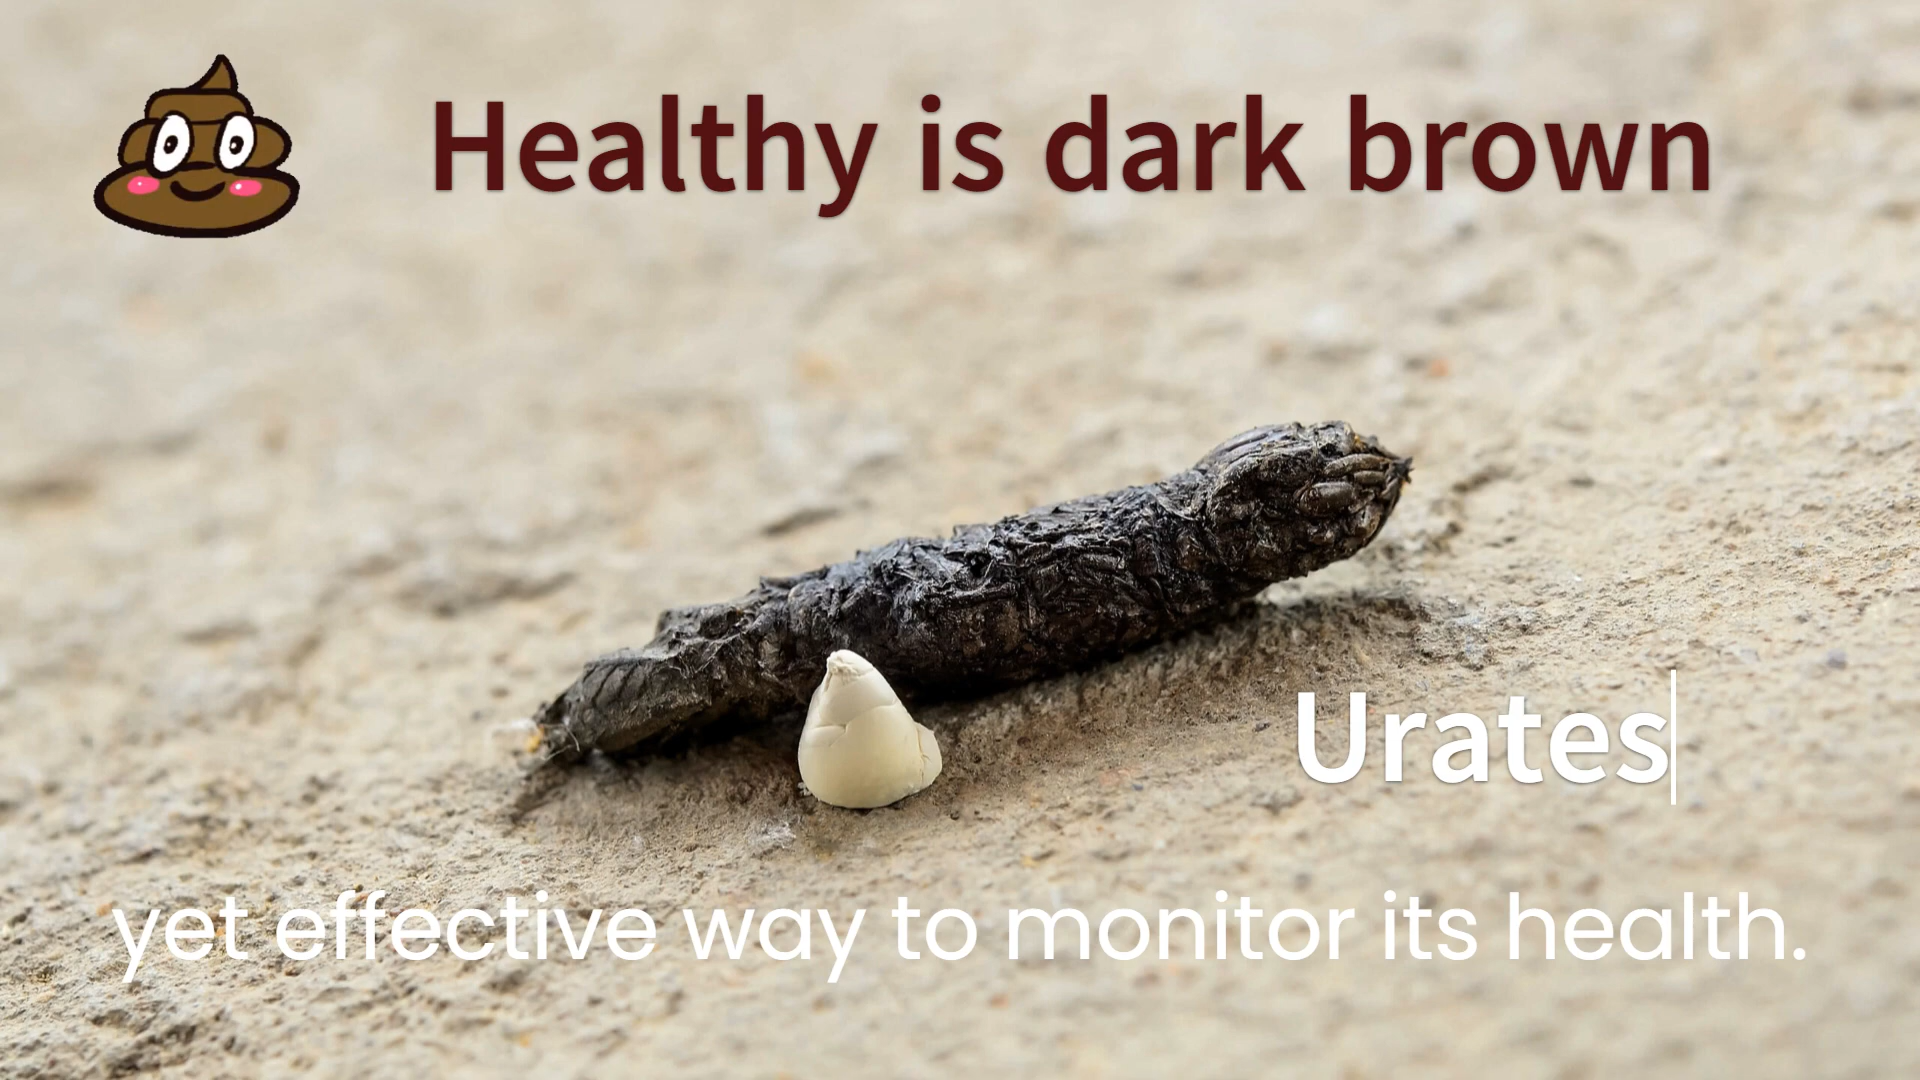 Healthy is dark brown
Urates
yet effective way to monitor its health.